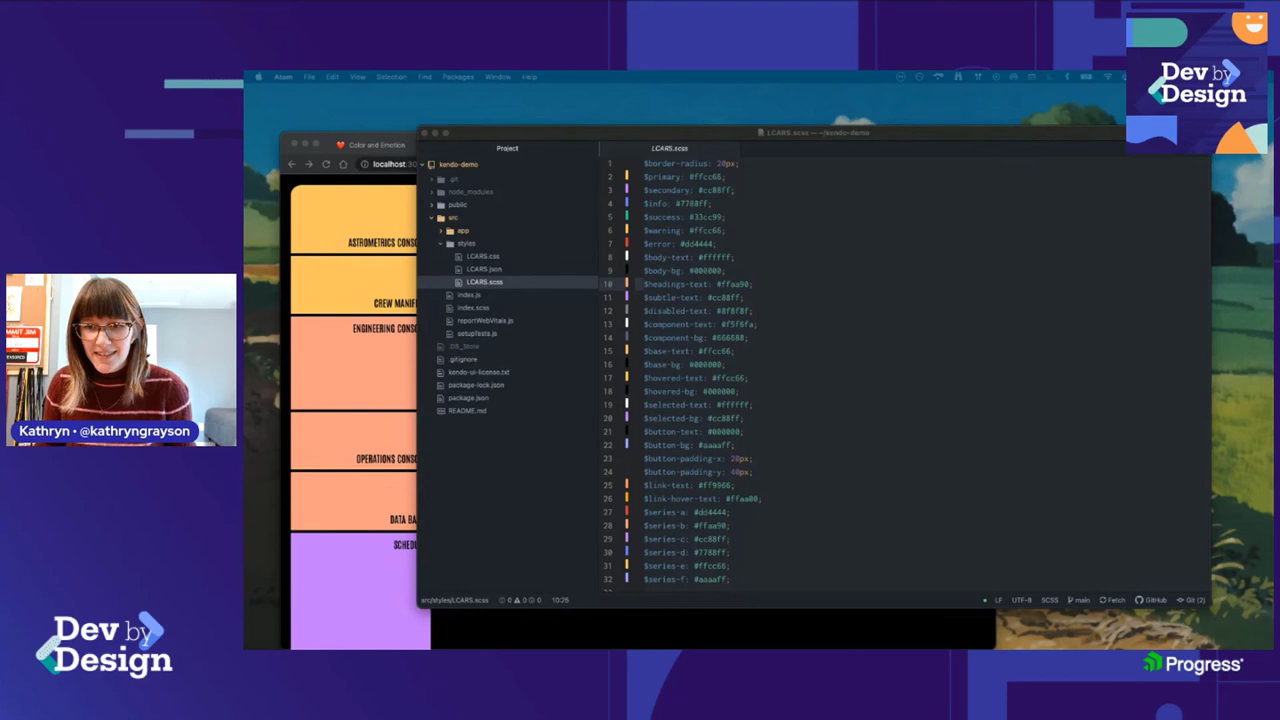 Dev by
Design
Atom File Edit View Selection Find Packages Window Help
Color and Emotion
localhost:30
ASTROMETRICS CONSO
CREW MANIF
ENGINEERING CONSO
OPERATIONS CONSO
DATA BA
SCHEDU
LCARS.scss — ~/kendo-demo
Project
LCARS.scss
kendo-demo
.git
node_modules
public
src
app
styles
LCARS.css
LCARS.json
LCARS.scss
index.js
index.scss
reportWebVitals.js
setupTests.js
.DS_Store
.gitignore
kendo-ui-license.txt
package-lock.json
package.json
README.md
1 $border-radius: 20px;
2 $primary: #ffcc66;
3 $secondary: #cc88ff;
4 $info: #7788ff;
5 $success: #33cc99;
6 $warning: #ffcc66;
7 $error: #dd4444;
8 $body-text: #ffffff;
9 $body-bg: #000000;
10 $headings-text: #ffaa90;
11 $subtle-text: #cc88ff;
12 $disabled-text: #8f8f8f;
13 $component-text: #f5f6fa;
14 $component-bg: #666688;
15 $base-text: #ffcc66;
16 $base-bg: #000000;
17 $hovered-text: #ffcc66;
18 $hovered-bg: #000000;
19 $selected-text: #ffffff;
20 $selected-bg: #cc88ff;
21 $button-text: #000000;
22 $button-bg: #aaaaff;
23 $button-padding-x: 20px;
24 $button-padding-y: 40px;
25 $link-text: #ff9966;
26 $link-hover-text: #ffaa00;
27 $series-a: #dd4444;
28 $series-b: #ffaa90;
29 $series-c: #cc88ff;
30 $series-d: #7788ff;
31 $series-e: #ffcc66;
32 $series-f: #aaaaff;
src/styles/LCARS.scss 0 0 0 10:25 LF UTF-8 SCSS main Fetch GitHub Git (2)
Kathryn • @kathryngrayson
Dev by
Design
Progress®